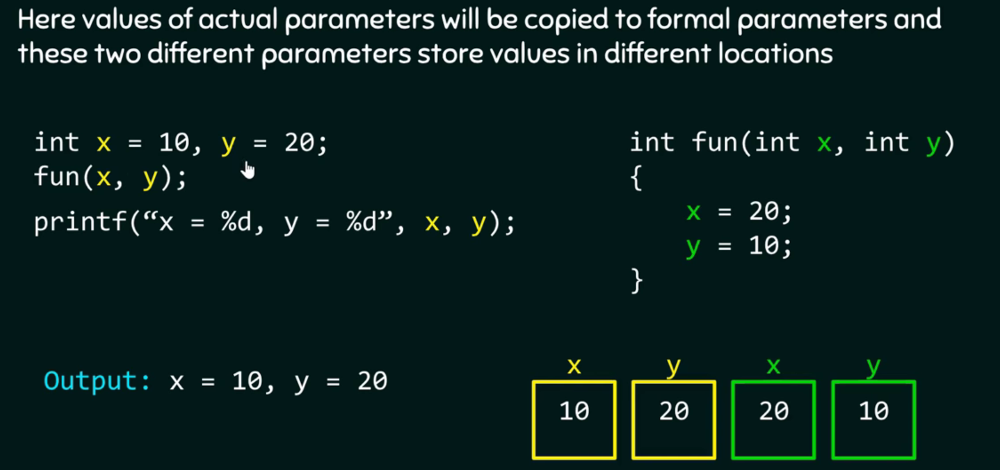 Here values of actual parameters will be copied to formal parameters and
these two different parameters store values in different locations
int x = 10, y = 20;
fun(x, y);
printf(“x = %d, y = %d”, x, y);
int fun(int x, int y)
{
x = 20;
y = 10;
}
Output: x = 10, y = 20
x y x y
10 20 20 10